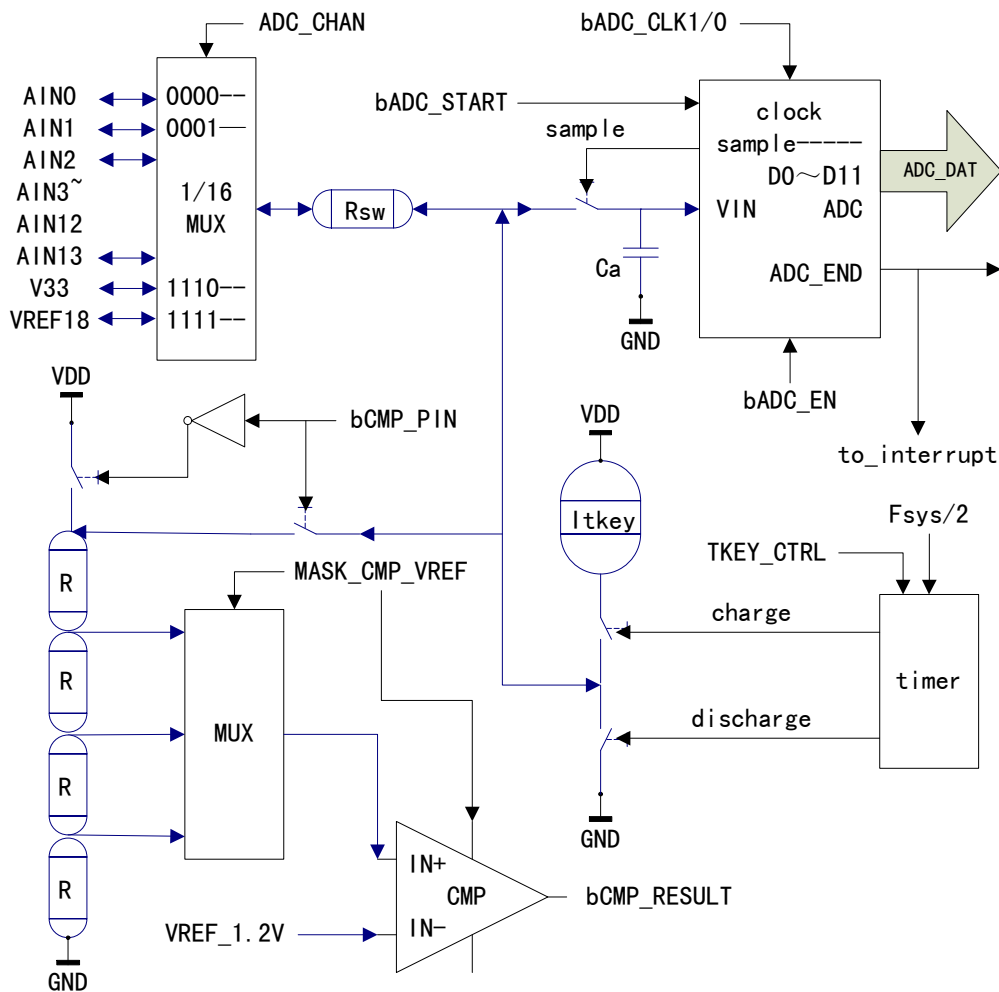 ADC_CHAN
bADC_CLK1/0
AIN0
0000--
AIN1
0001—
AIN2
AIN3~
AIN12
AIN13
V33
1110--
VREF18
1111--
1/16
MUX
Rsw
bADC_START
sample
clock
sample-----
D0～D11
VIN
ADC
ADC_DAT
ADC_END
Ca
GND
bADC_EN
to_interrupt
VDD
bCMP_PIN
VDD
Itkey
Fsys/2
TKEY_CTRL
MASK_CMP_VREF
R
R
R
R
MUX
charge
timer
discharge
GND
IN+
CMP
IN-
bCMP_RESULT
VREF_1.2V
GND